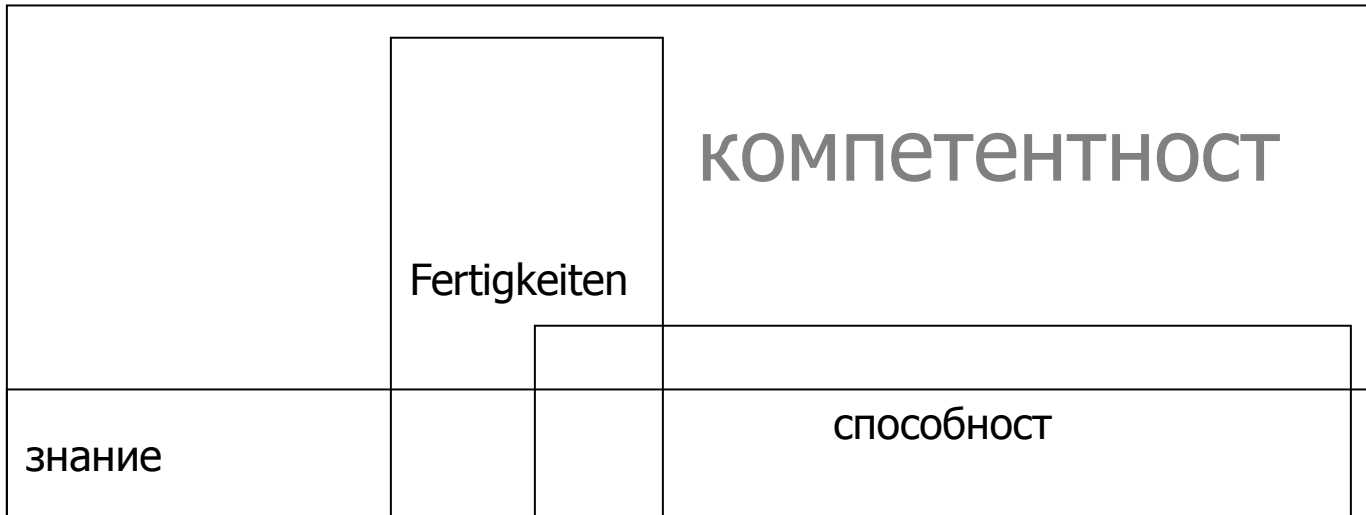 компетентност
Fertigkeiten
способност
знание